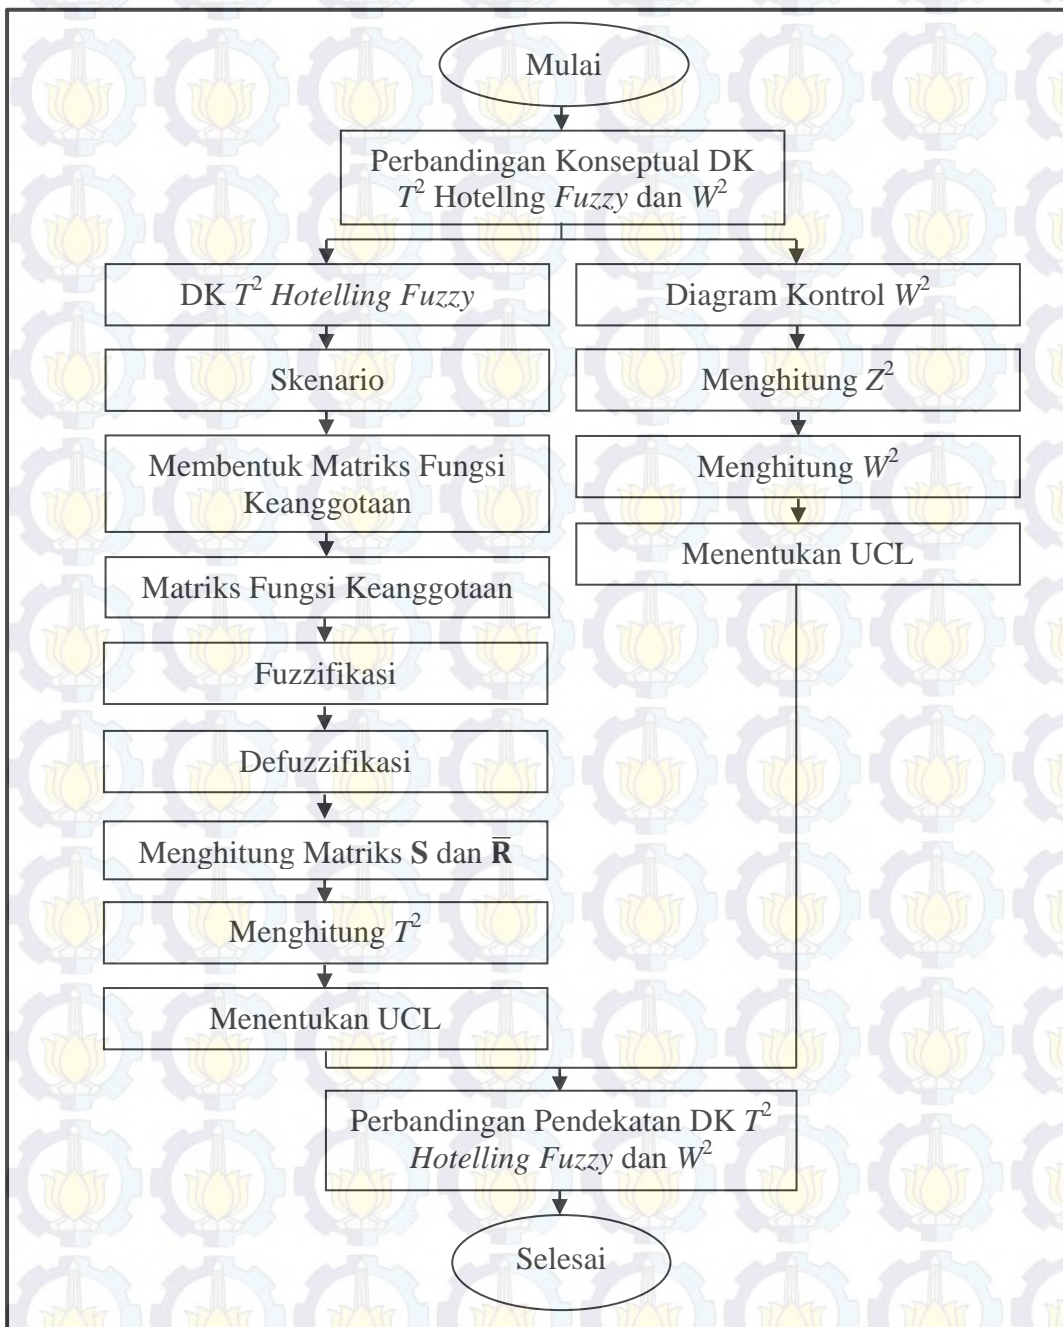 Mulai
Perbandingan Konseptual DK
T² Hotellng Fuzzy dan W²
DK T² Hotelling Fuzzy
Skenario
Membentuk Matriks Fungsi
Keanggotaan
Matriks Fungsi Keanggotaan
Fuzzifikasi
Defuzzifikasi
Menghitung Matriks S dan R̅
Menghitung T²
Menentukan UCL
Diagram Kontrol W²
Menghitung Z²
Menghitung W²
Menentukan UCL
Perbandingan Pendekatan DK T²
Hotelling Fuzzy dan W²
Selesai